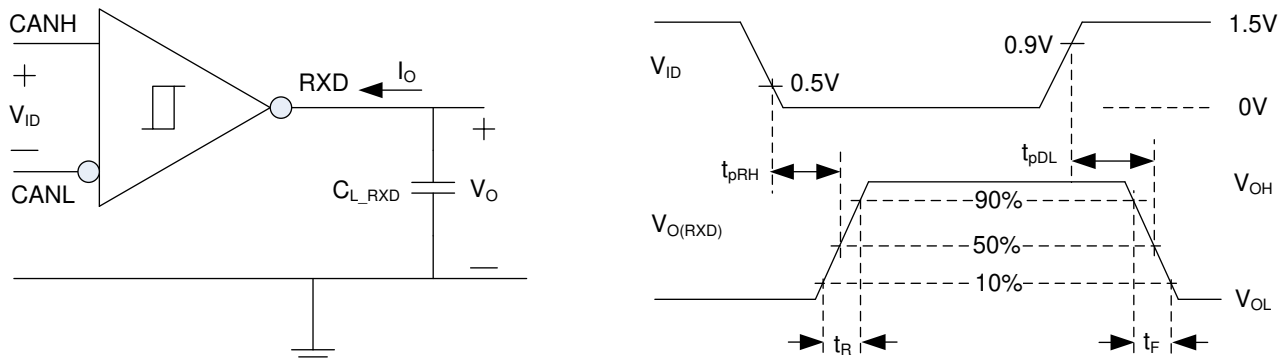 CANH
+
V_ID
—
CANL
RXD
I_O
+
C_L_RXD
V_O
—
1.5V
0.9V
V_ID
0.5V
0V
t_pRH
t_pDL
V_OH
90%
V_O(RXD)
50%
10%
V_OL
t_R
t_F